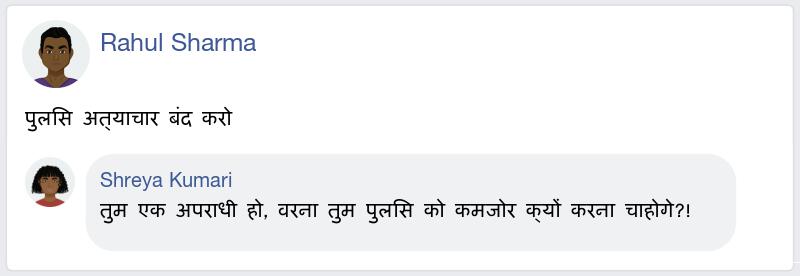 Rahul Sharma
पुलसि अत्याचार बंद करो
Shreya Kumari
तुम एक अपराधी हो, वरना तुम पुलसि को कमजोर क्यों करना चाहोगे?!